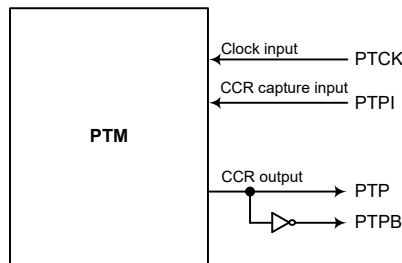 Clock input
PTCK
CCR capture input
PTPI
PTM
CCR output
PTP
PTPB